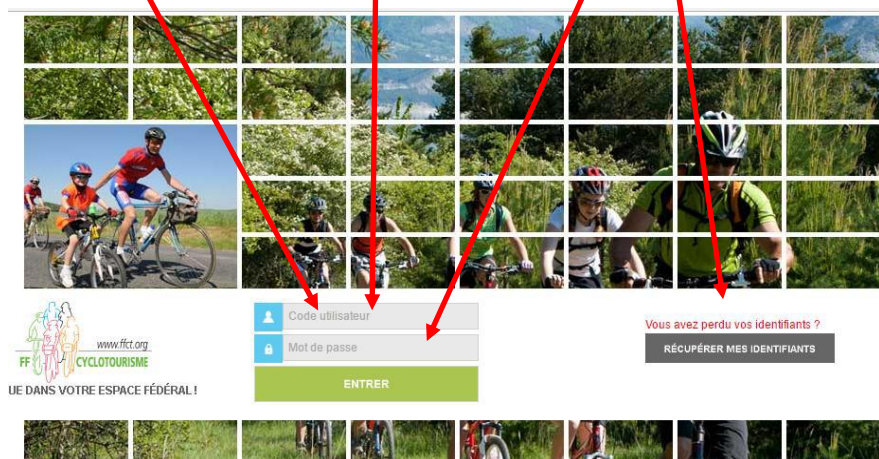 Code utilisateur
Mot de passe
ENTRER
Vous avez perdu vos identifiants ?
RÉCUPÉRER MES IDENTIFIANTS
www.ffct.org
FF CYCLOTOURISME
UE DANS VOTRE ESPACE FÉDÉRAL !